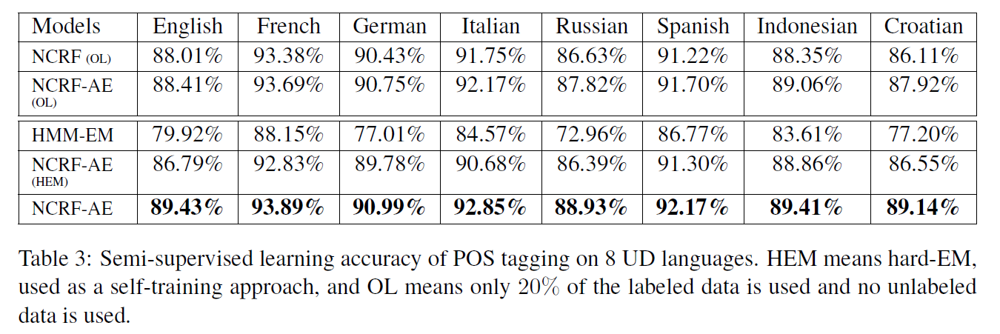 Models English French German Italian Russian Spanish Indonesian Croatian
NCRF (OL) 88.01% 93.38% 90.43% 91.75% 86.63% 91.22% 88.35% 86.11%
NCRF-AE 88.41% 93.69% 90.75% 92.17% 87.82% 91.70% 89.06% 87.92%
(OL)
HMM-EM 79.92% 88.15% 77.01% 84.57% 72.96% 86.77% 83.61% 77.20%
NCRF-AE 86.79% 92.83% 89.78% 90.68% 86.39% 91.30% 88.86% 86.55%
(HEM)
NCRF-AE 89.43% 93.89% 90.99% 92.85% 88.93% 92.17% 89.41% 89.14%
Table 3: Semi-supervised learning accuracy of POS tagging on 8 UD languages. HEM means hard-EM,
used as a self-training approach, and OL means only 20% of the labeled data is used and no unlabeled
data is used.